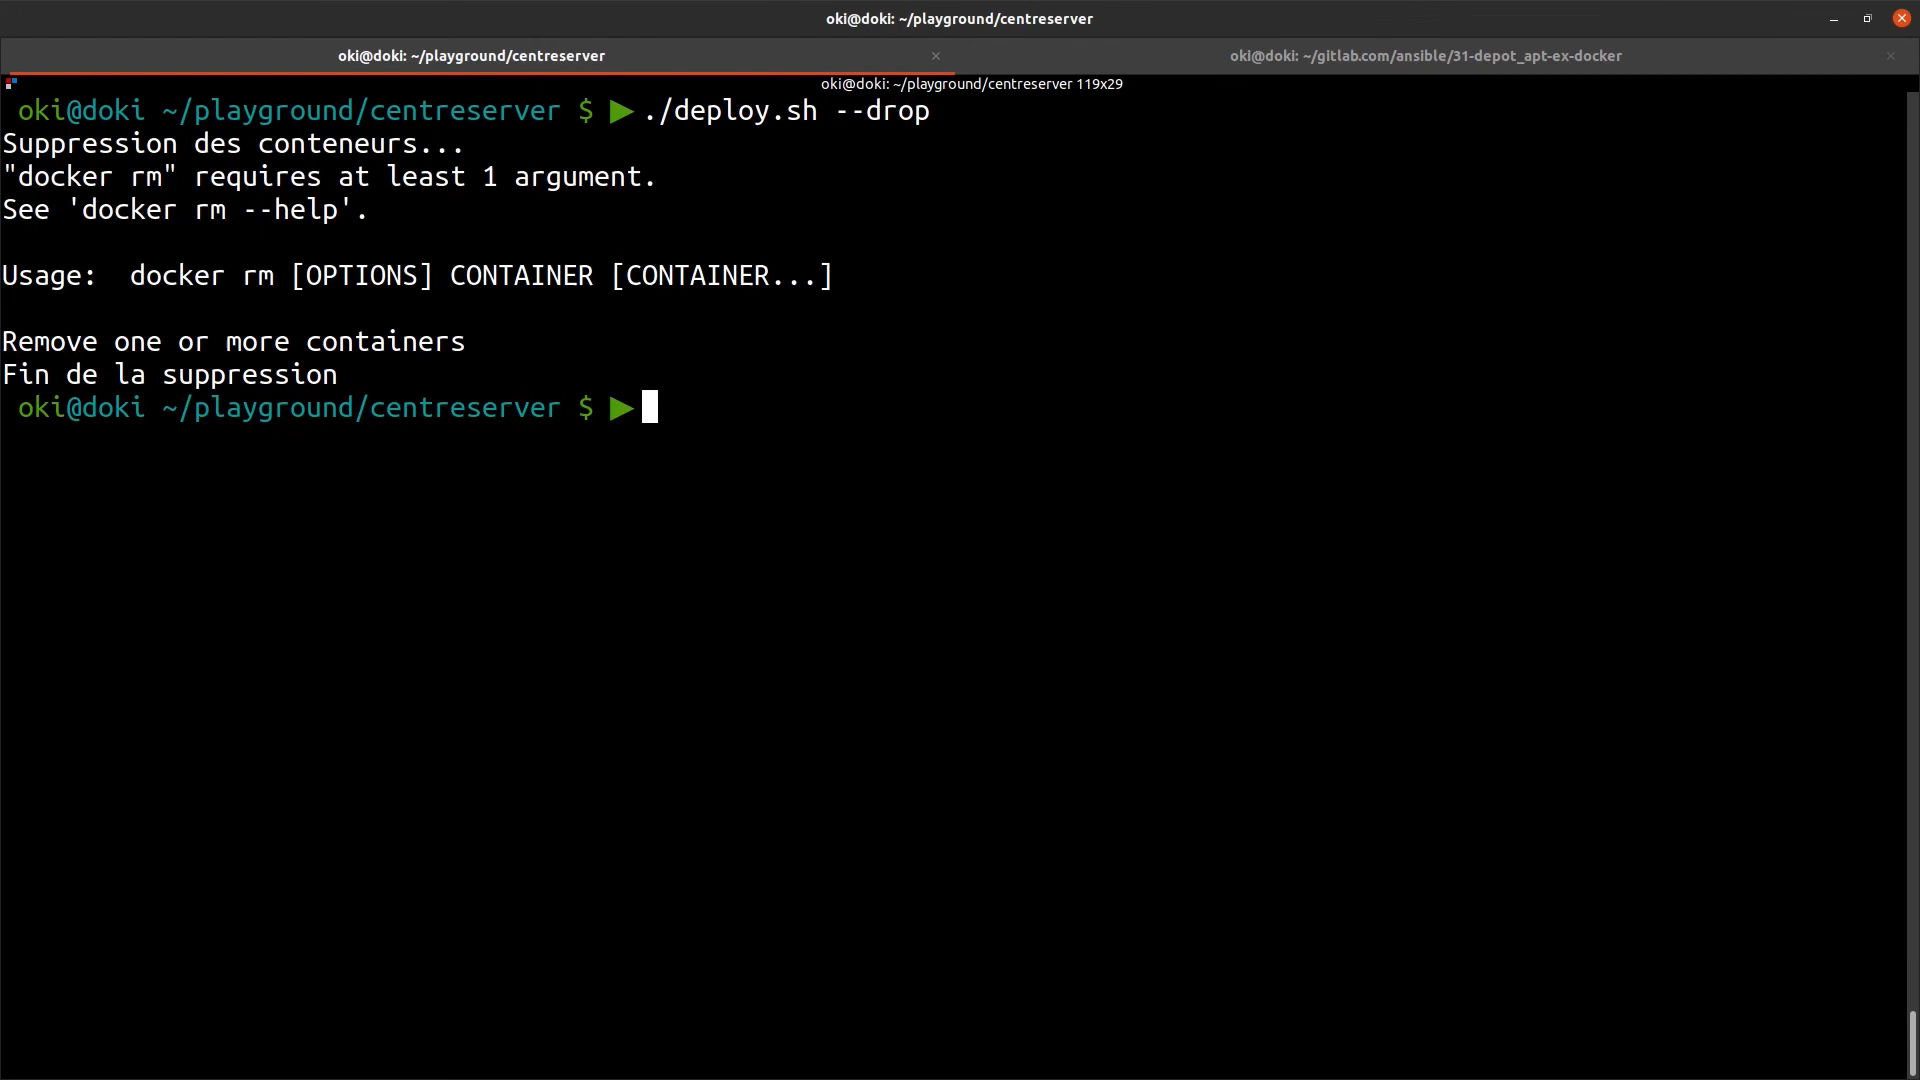 oki@doki: ~/playground/centreserver
oki@doki: ~/playground/centreserver
oki@doki: ~/gitlab.com/ansible/31-depot_apt-ex-docker
oki@doki: ~/playground/centreserver 119x29
oki@doki ~/playground/centreserver $ ▶./deploy.sh --drop
Suppression des conteneurs...
"docker rm" requires at least 1 argument.
See 'docker rm --help'.
Usage:  docker rm [OPTIONS] CONTAINER [CONTAINER...]
Remove one or more containers
Fin de la suppression
oki@doki ~/playground/centreserver $ ▶